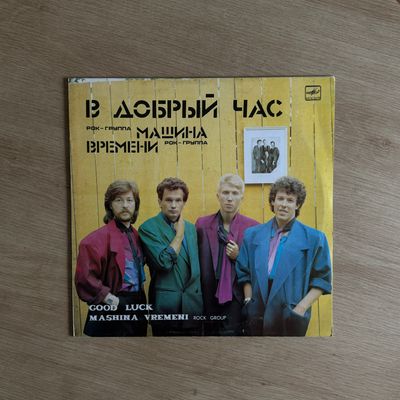 В ДОБРЫЙ ЧАС
РОК-ГРУППА МАШИНА
ВРЕМЕНИ РОК-ГРУППА
GOOD LUCK
MASHINA VREMENI ROCK GROUP